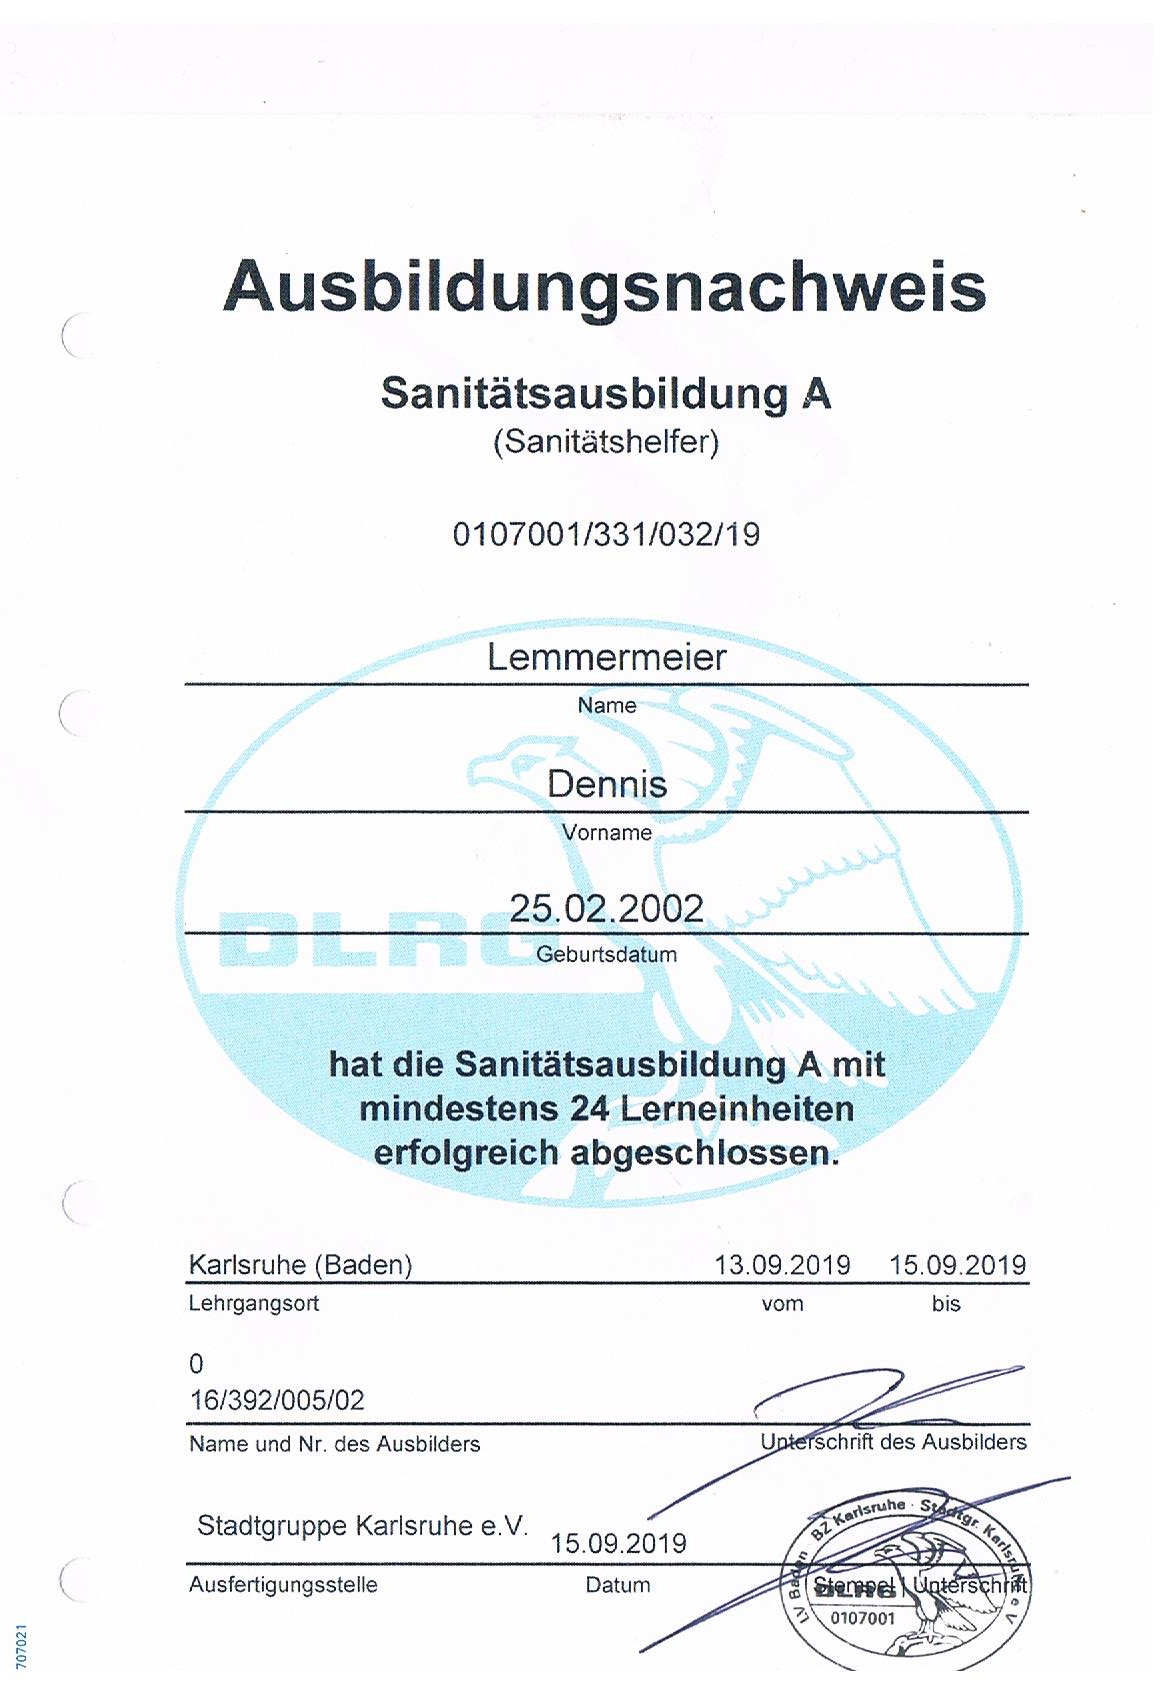 Ausbildungsnachweis
Sanitätsausbildung A
(Sanitätshelfer)
0107001/331/032/19
Lemmermeier
Name
Dennis
Vorname
25.02.2002
DLRG
Geburtsdatum
hat die Sanitätsausbildung A mit
mindestens 24 Lerneinheiten
erfolgreich abgeschlossen.
Karlsruhe (Baden) 13.09.2019 15.09.2019
Lehrgangsort vom bis
0
16/392/005/02
Name und Nr. des Ausbilders Unterschrift des Ausbilders
Stadtgruppe Karlsruhe e.V. 15.09.2019
Ausfertigungsstelle Datum Stempel | Unterschrift
LV Baden · BZ Karlsruhe · Stadtgr. Karlsruhe e V
DLRG
0107001
707021